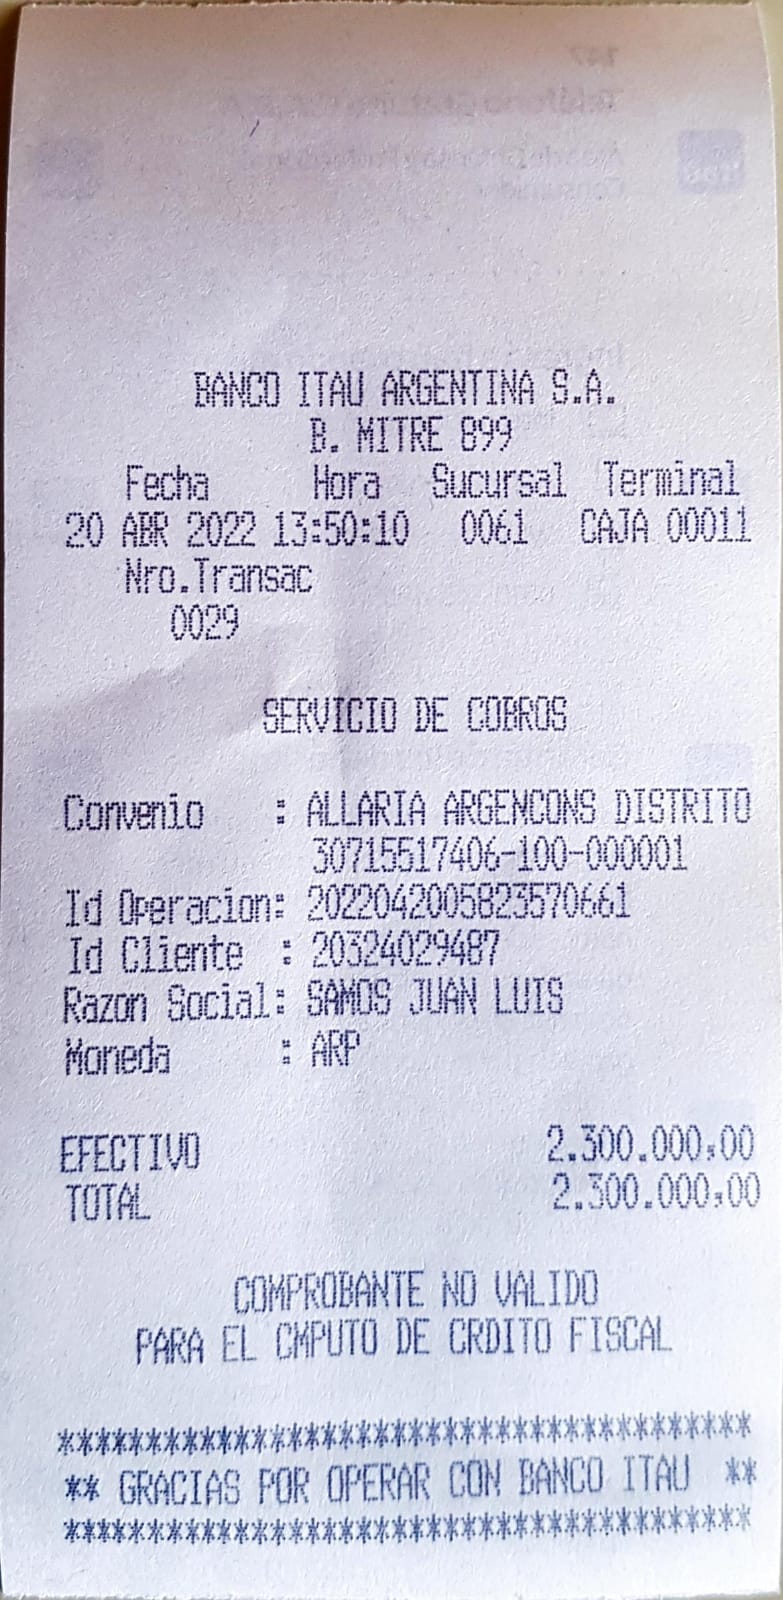 BANCO ITAU ARGENTINA S.A.
B. MITRE 899
Fecha Hora Sucursal Terminal
20 ABR 2022 13:50:10 0061 CAJA 00011
Nro.Transac
0029
SERVICIO DE COBROS
Convenio : ALLARIA ARGENCONS DISTRITO
30715517406-100-000001
Id Operacion: 2022042005823570661
Id Cliente : 20324029487
Razon Social: SAMOS JUAN LUIS
Moneda : ARP
EFECTIVO 2.300.000,00
TOTAL 2.300.000,00
COMPROBANTE NO VALIDO
PARA EL CMPUTO DE CRDITO FISCAL
****************************************
** GRACIAS POR OPERAR CON BANCO ITAU **
****************************************